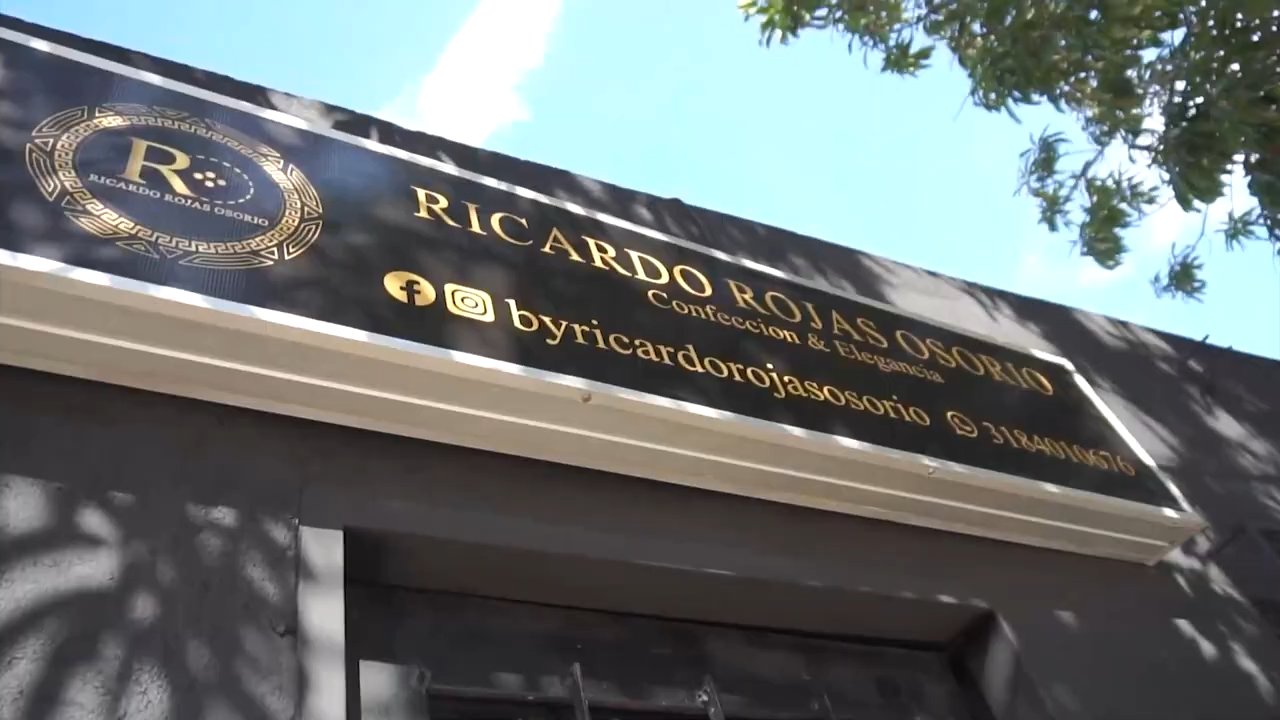 R
RICARDO ROJAS OSORIO
RICARDO ROJAS OSORIO
Confeccion & Elegancia
byricardorojasosorio 3184010676